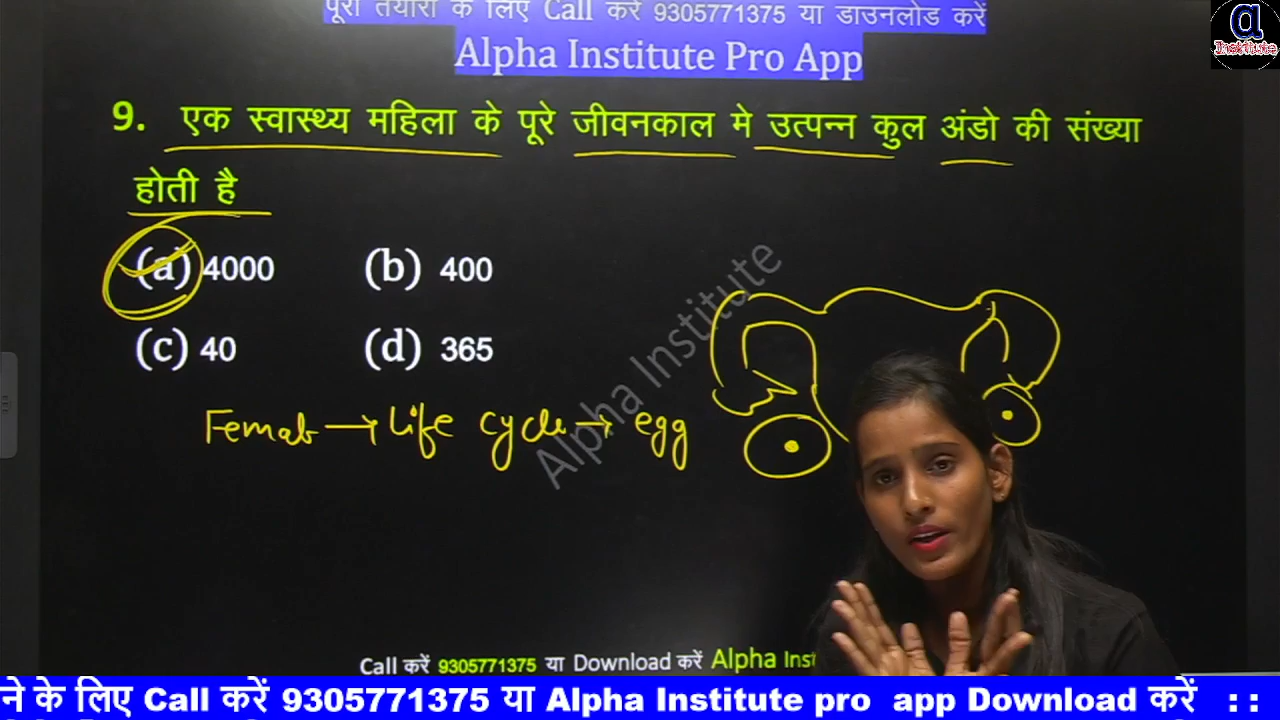 पूरी तैयारी के लिए Call करें 9305771375 या डाउनलोड करें
Alpha Institute Pro App
α
Institute
9. एक स्वास्थ्य महिला के पूरे जीवनकाल मे उत्पन्न कुल अंडो की संख्या
होती है
(a) 4000 (b) 400
(c) 40 (d) 365
Female → Life cycle → egg
Alpha Institute
Call करें 9305771375 या Download करें Alpha Inst
ने के लिए Call करें 9305771375 या Alpha Institute pro app Download करें ::